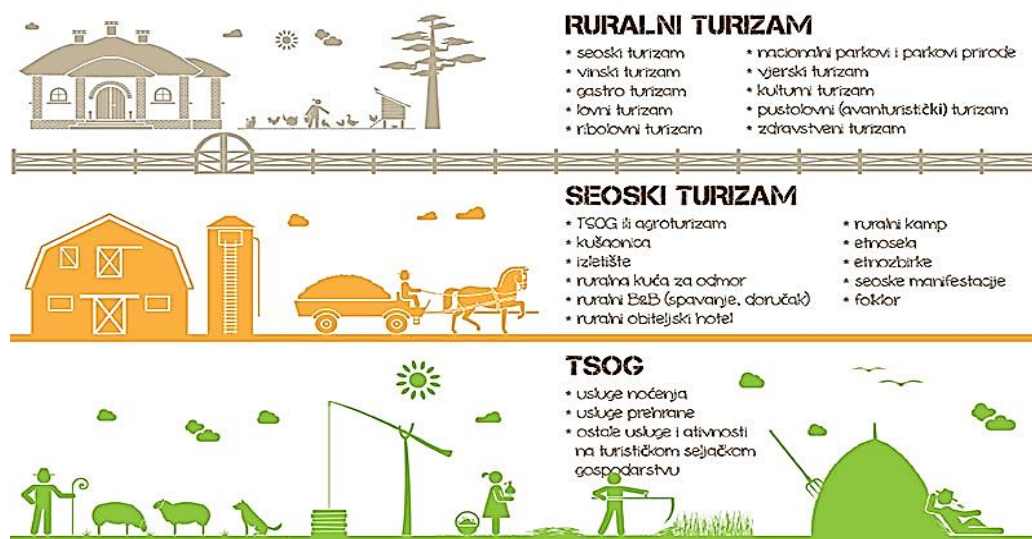 RURALNI TURIZAM
* seoski turizam
* vinski turizam
* gastro turizam
* lovni turizam
* ribolovni turizam
* nacionalni parkovi i parkovi prirode
* vjerski turizam
* kulturni turizam
* pustolovni (avanturistički) turizam
* zdravstveni turizam
SEOSKI TURIZAM
* TSOG ili agroturizam
* kušaonica
* izletište
* ruralna kuća za odmor
* ruralni B&B (spavanje, doručak)
* ruralni obiteljski hotel
* ruralni kamp
* etnosela
* etnozbirke
* seoske manifestacije
* folklor
TSOG
* usluge noćenja
* usluge prehrane
* ostale usluge i ativnosti
na turističkom seljačkom
gospodarstvu